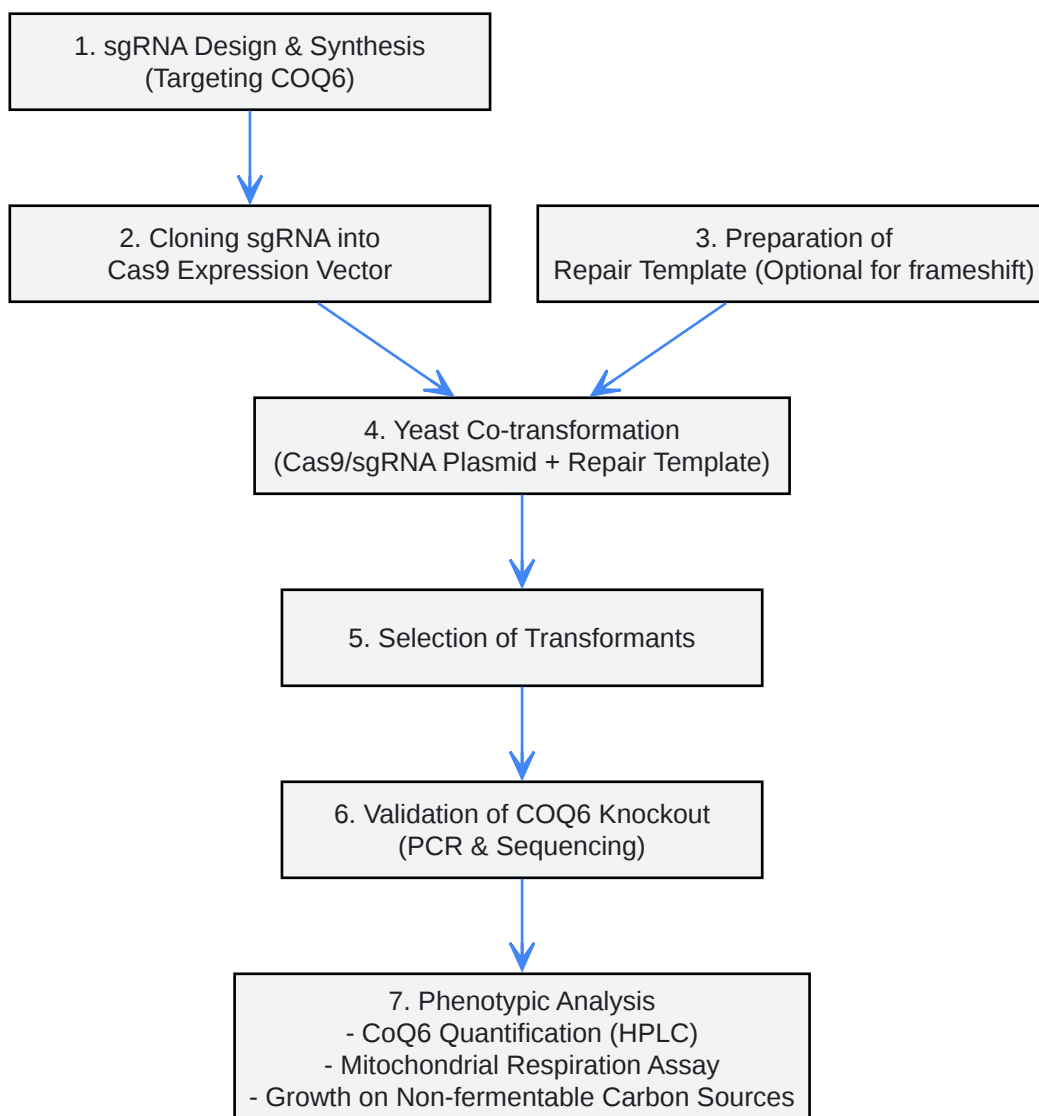 1. sgRNA Design & Synthesis
(Targeting COQ6)
2. Cloning sgRNA into
Cas9 Expression Vector
3. Preparation of
Repair Template (Optional for frameshift)
4. Yeast Co-transformation
(Cas9/sgRNA Plasmid + Repair Template)
5. Selection of Transformants
6. Validation of COQ6 Knockout
(PCR & Sequencing)
7. Phenotypic Analysis
- CoQ6 Quantification (HPLC)
- Mitochondrial Respiration Assay
- Growth on Non-fermentable Carbon Sources